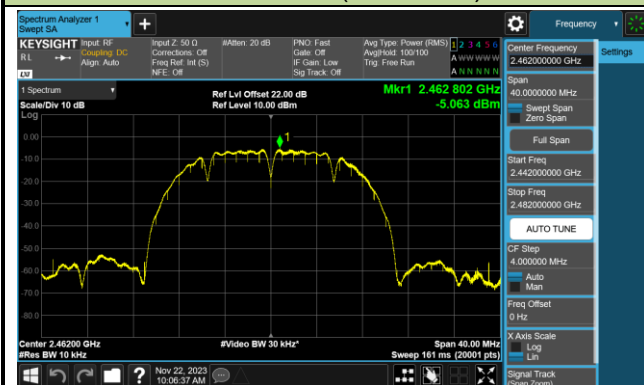 Spectrum Analyzer 1
Swept SA
Frequency
KEYSIGHT
Input: RF
Input Z: 50 Ω
#Atten: 20 dB
PNO: Fast
Avg Type: Power (RMS)
1 2 3 4 5 6
RL
Coupling: DC
Corrections: Off
Gate: Off
Avg|Hold: 100/100
A W W W W W
Align: Auto
Freq Ref: Int (S)
IF Gain: Low
Trig: Free Run
NFE: Off
Sig Track: Off
A N N N N N
LXI
1 Spectrum
Ref Lvl Offset 22.00 dB
Mkr1 2.462 802 GHz
Scale/Div 10 dB
Ref Level 10.00 dBm
-5.063 dBm
Log
1
0.00
-10.0
-20.0
-30.0
-40.0
-50.0
-60.0
-70.0
-80.0
Center 2.46200 GHz
#Video BW 30 kHz*
Span 40.00 MHz
#Res BW 10 kHz
Sweep 161 ms (20001 pts)
Nov 22, 2023
10:06:37 AM
Center Frequency
2.462000000 GHz
Settings
Span
40.0000000 MHz
Swept Span
Zero Span
Full Span
Start Freq
2.442000000 GHz
Stop Freq
2.482000000 GHz
AUTO TUNE
CF Step
4.000000 MHz
Auto
Man
Freq Offset
0 Hz
X Axis Scale
Log
Lin
Signal Track
(Span Zoom)